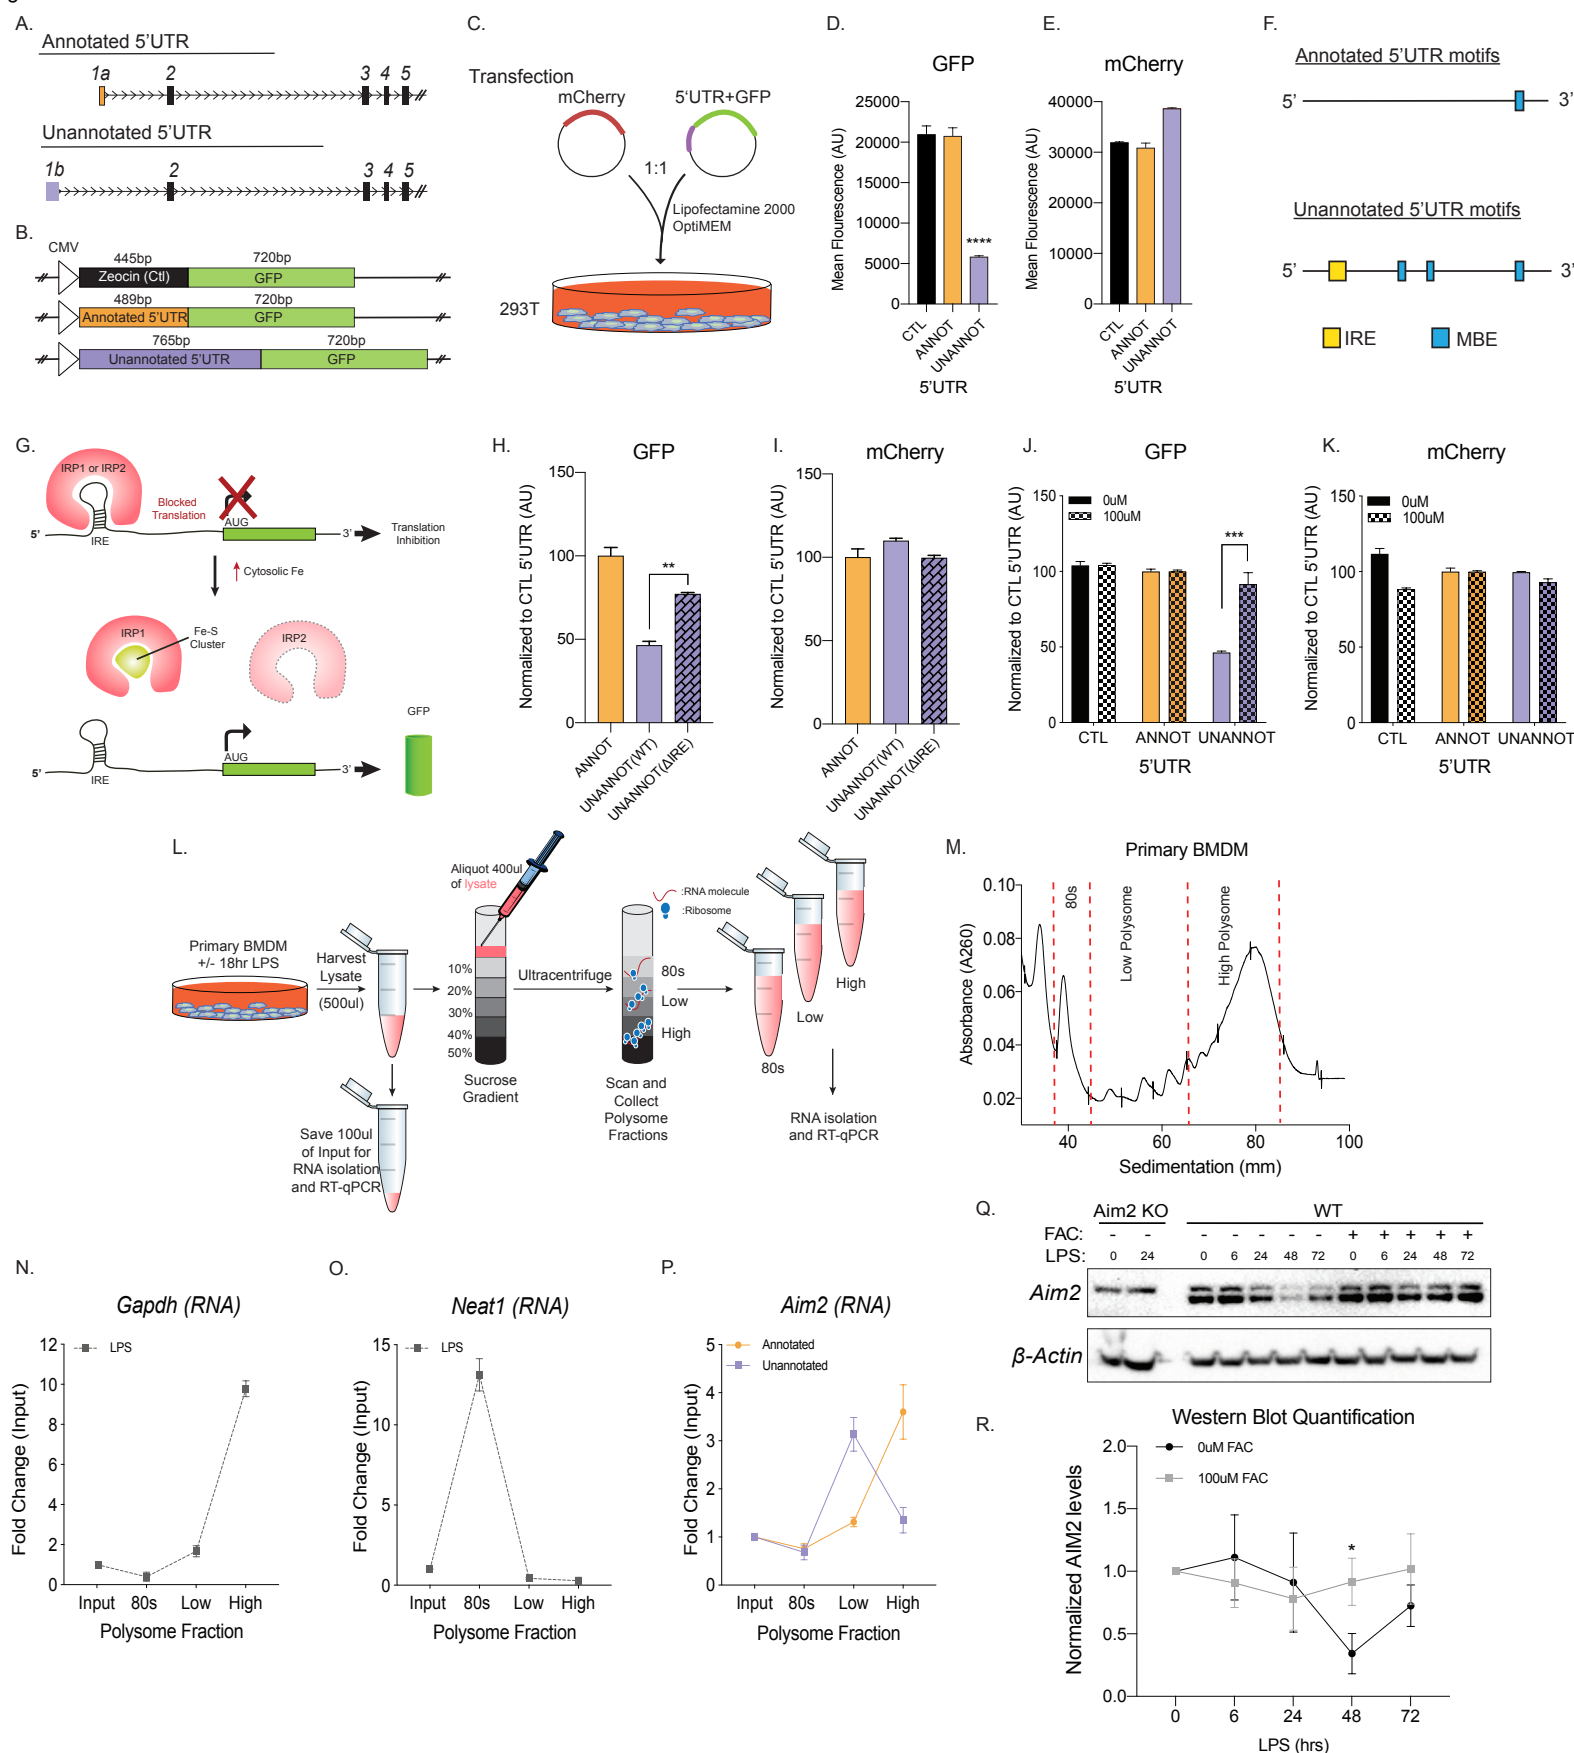 A.
Annotated 5'UTR
1a
2
3 4 5
Unannotated 5'UTR
1b
2
3 4 5
B.
CMV
445bp
720bp
Zeocin (Ctl)
GFP
489bp
720bp
Annotated 5'UTR
GFP
765bp
720bp
Unannotated 5'UTR
GFP
C.
Transfection
mCherry
5'UTR+GFP
1:1
Lipofectamine 2000
OptiMEM
293T
D.
GFP
Mean Flourescence (AU)
25000
20000
15000
10000
5000
0
****
CTL
ANNOT
UNANNOT
5'UTR
E.
mCherry
Mean Flourescence (AU)
40000
30000
20000
10000
0
CTL
ANNOT
UNANNOT
5'UTR
F.
Annotated 5'UTR motifs
5'
3'
Unannotated 5'UTR motifs
5'
3'
IRE
MBE
G.
IRP1 or IRP2
Blocked
Translation
5'
IRE
AUG
3'
Translation
Inhibition
Cytosolic Fe
IRP1
Fe-S
Cluster
IRP2
GFP
5'
IRE
AUG
3'
H.
GFP
Normalized to CTL 5'UTR (AU)
150
100
50
0
**
ANNOT
UNANNOT(WT)
UNANNOT(ΔIRE)
I.
mCherry
Normalized to CTL 5'UTR (AU)
150
100
50
0
ANNOT
UNANNOT(WT)
UNANNOT(ΔIRE)
J.
GFP
Normalized to CTL 5'UTR (AU)
150
100
50
0
0uM
100uM
***
CTL ANNOT UNANNOT
5'UTR
K.
mCherry
Normalized to CTL 5'UTR (AU)
150
100
50
0
0uM
100uM
CTL ANNOT UNANNOT
5'UTR
L.
Primary BMDM
+/- 18hr LPS
Harvest
Lysate
(500ul)
Save 100ul
of Input for
RNA isolation
and RT-qPCR
Aliquot 400ul
of lysate
10%
20%
30%
40%
50%
Sucrose
Gradient
Ultracentrifuge
:RNA molecule
:Ribosome
80s
Low
High
Scan and
Collect
Polysome
Fractions
80s
Low
High
RNA isolation
and RT-qPCR
M.
Primary BMDM
Absorbance (A260)
0.10
0.08
0.06
0.04
0.02
80s
Low Polysome
High Polysome
40 60 80 100
Sedimentation (mm)
N.
Gapdh (RNA)
LPS
Fold Change (Input)
12
10
8
6
4
2
0
Input 80s Low High
Polysome Fraction
O.
Neat1 (RNA)
LPS
Fold Change (Input)
15
10
5
0
Input 80s Low High
Polysome Fraction
P.
Aim2 (RNA)
Annotated
Unannotated
Fold Change (Input)
5
4
3
2
1
0
Input 80s Low High
Polysome Fraction
Q.
Aim2 KO WT
FAC: - - - - - - - + + + + +
LPS: 0 24 0 6 24 48 72 0 6 24 48 72
Aim2
β-Actin
R.
Western Blot Quantification
0uM FAC
100uM FAC
Normalized AIM2 levels
2.0
1.5
1.0
0.5
0.0
*
0 6 24 48 72
LPS (hrs)